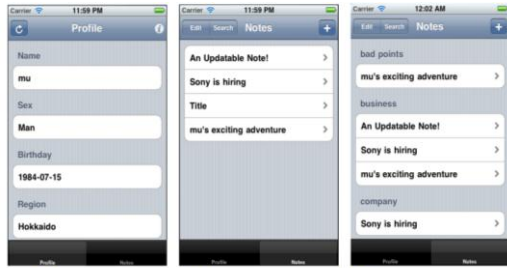 Carrier 11:59 PM
Profile
Name
mu
Sex
Man
Birthday
1984-07-15
Region
Hokkaido
Profile Notes
Carrier 11:59 PM
Edit Search Notes +
An Updatable Note!
Sony is hiring
Title
mu's exciting adventure
Profile Notes
Carrier 12:02 AM
Edit Search Notes +
bad points
mu's exciting adventure
business
An Updatable Note!
Sony is hiring
mu's exciting adventure
company
Sony is hiring
Profile Notes